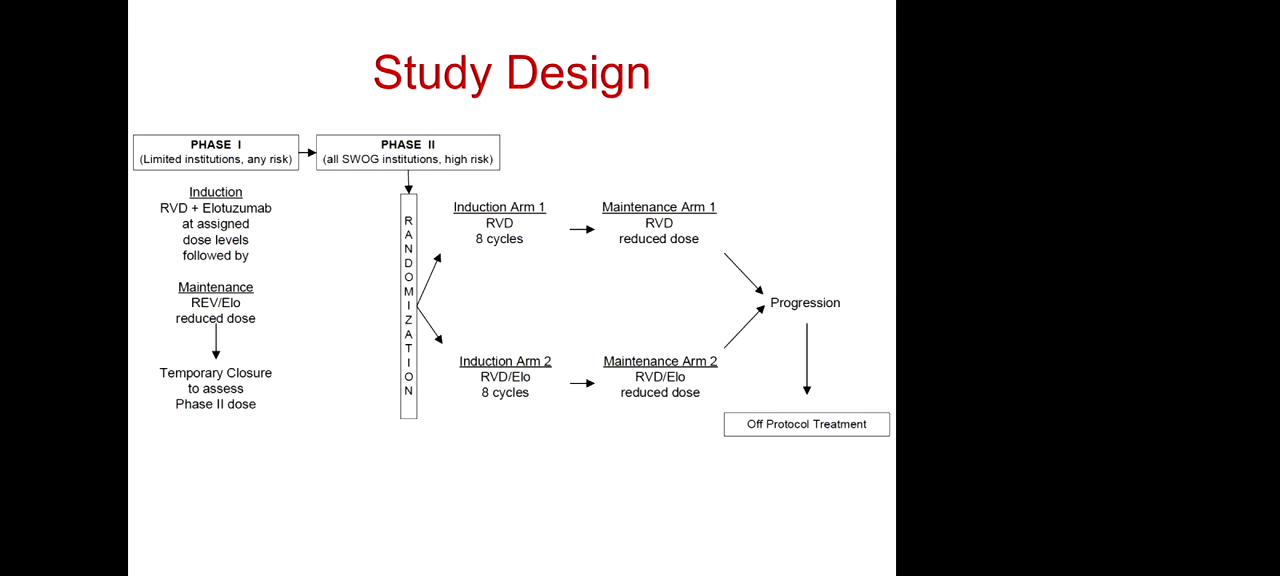 Study Design
PHASE I
(Limited institutions, any risk)
PHASE II
(all SWOG institutions, high risk)
Induction
RVD + Elotuzumab
at assigned
dose levels
followed by
Maintenance
REV/Elo
reduced dose
Temporary Closure
to assess
Phase II dose
RANDOMIZATION
Induction Arm 1
RVD
8 cycles
Maintenance Arm 1
RVD
reduced dose
Induction Arm 2
RVD/Elo
8 cycles
Maintenance Arm 2
RVD/Elo
reduced dose
Progression
Off Protocol Treatment